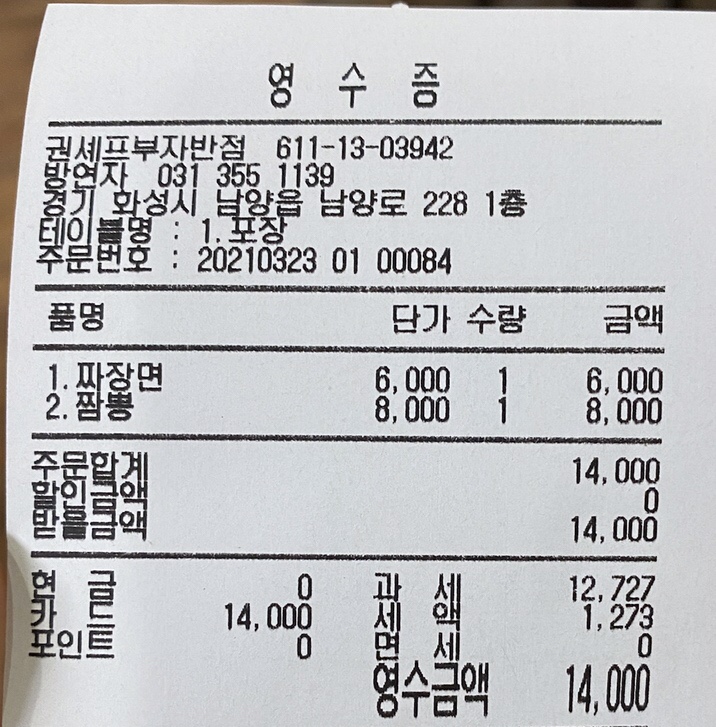 영 수 증
권세프부자반점 611-13-03942
방연자 031 355 1139
경기 화성시 남양읍 남양로 228 1층
테이블명 : 1.포장
주문번호 : 20210323 01 00084
품명 단가 수량 금액
1.짜장면 6,000 1 6,000
2.짬뽕 8,000 1 8,000
주문합계 14,000
할인금액 0
받을금액 14,000
현 금 0 과 세 12,727
카 드 14,000 세 액 1,273
포인트 0 면 세 0
영수금액 14,000